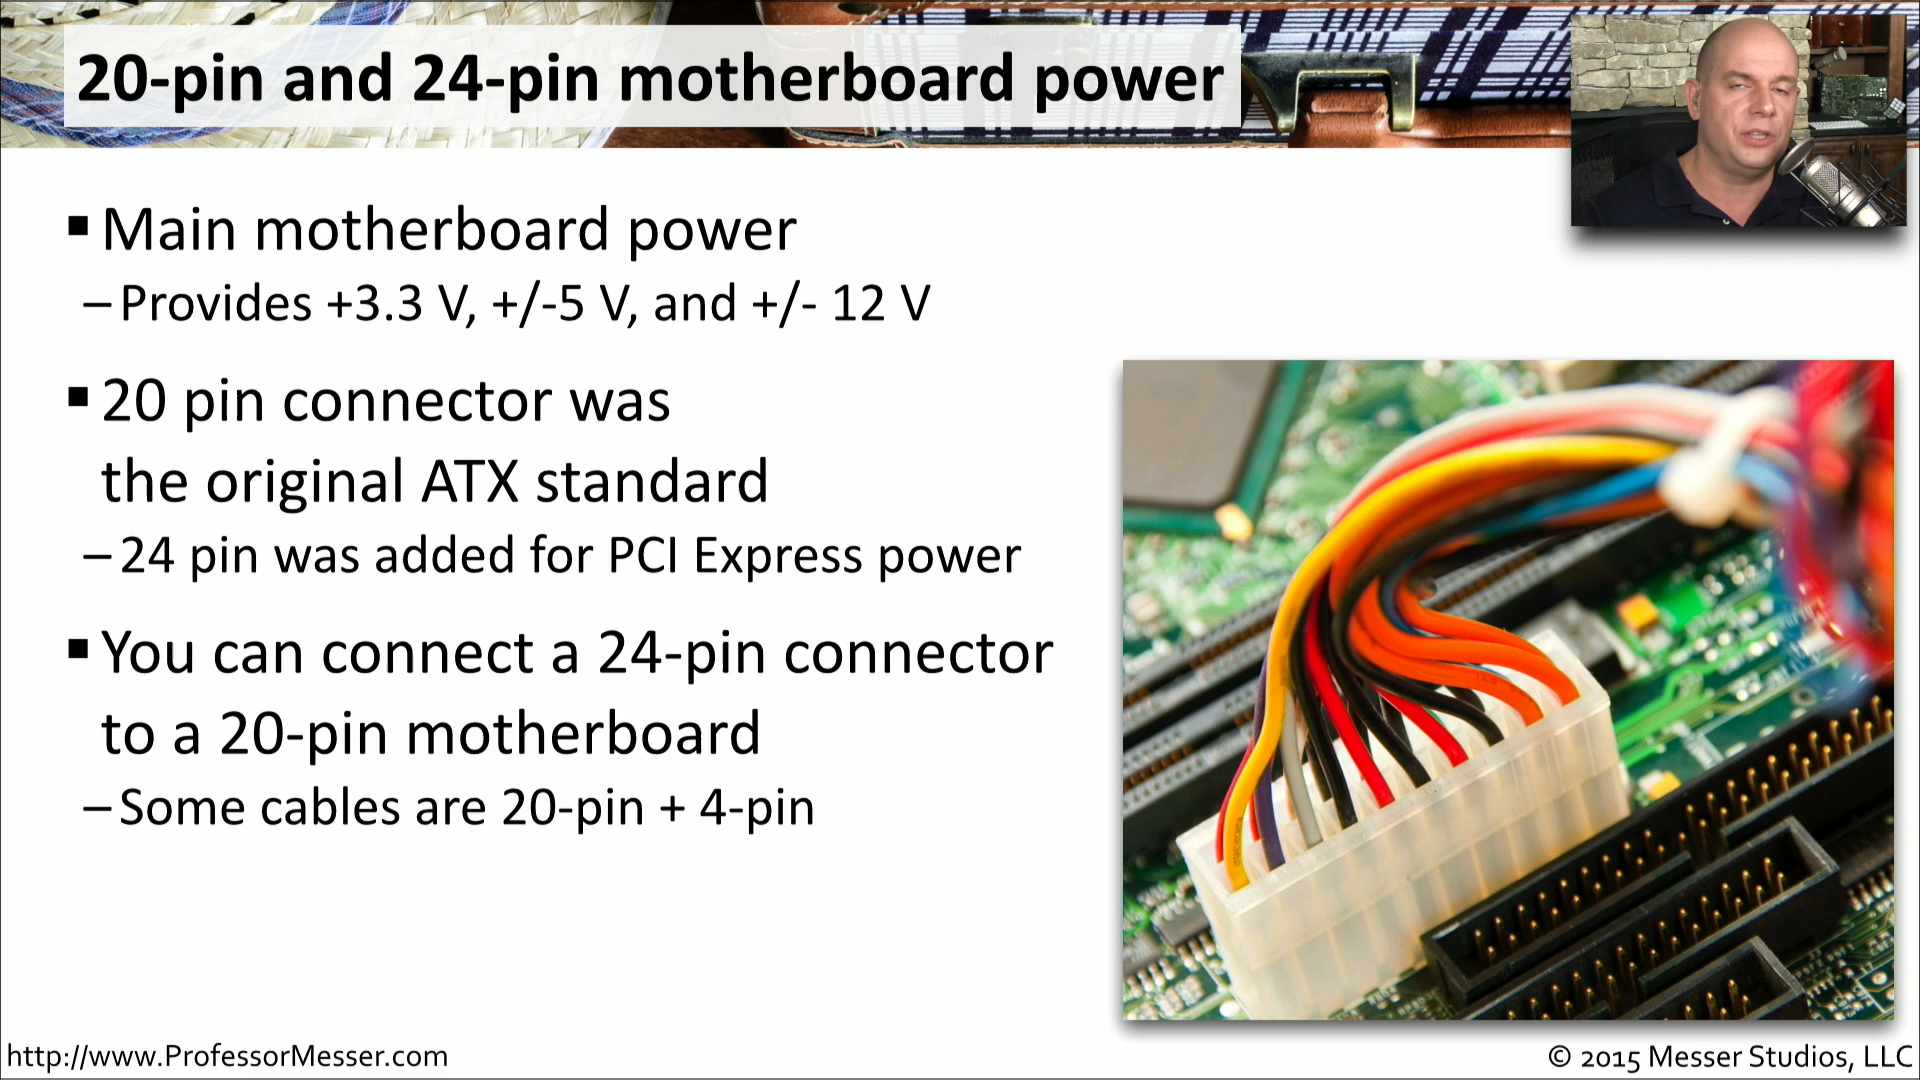 20-pin and 24-pin motherboard power
▪ Main motherboard power
– Provides +3.3 V, +/-5 V, and +/- 12 V
▪ 20 pin connector was
the original ATX standard
– 24 pin was added for PCI Express power
▪ You can connect a 24-pin connector
to a 20-pin motherboard
– Some cables are 20-pin + 4-pin
http://www.ProfessorMesser.com
© 2015 Messer Studios, LLC